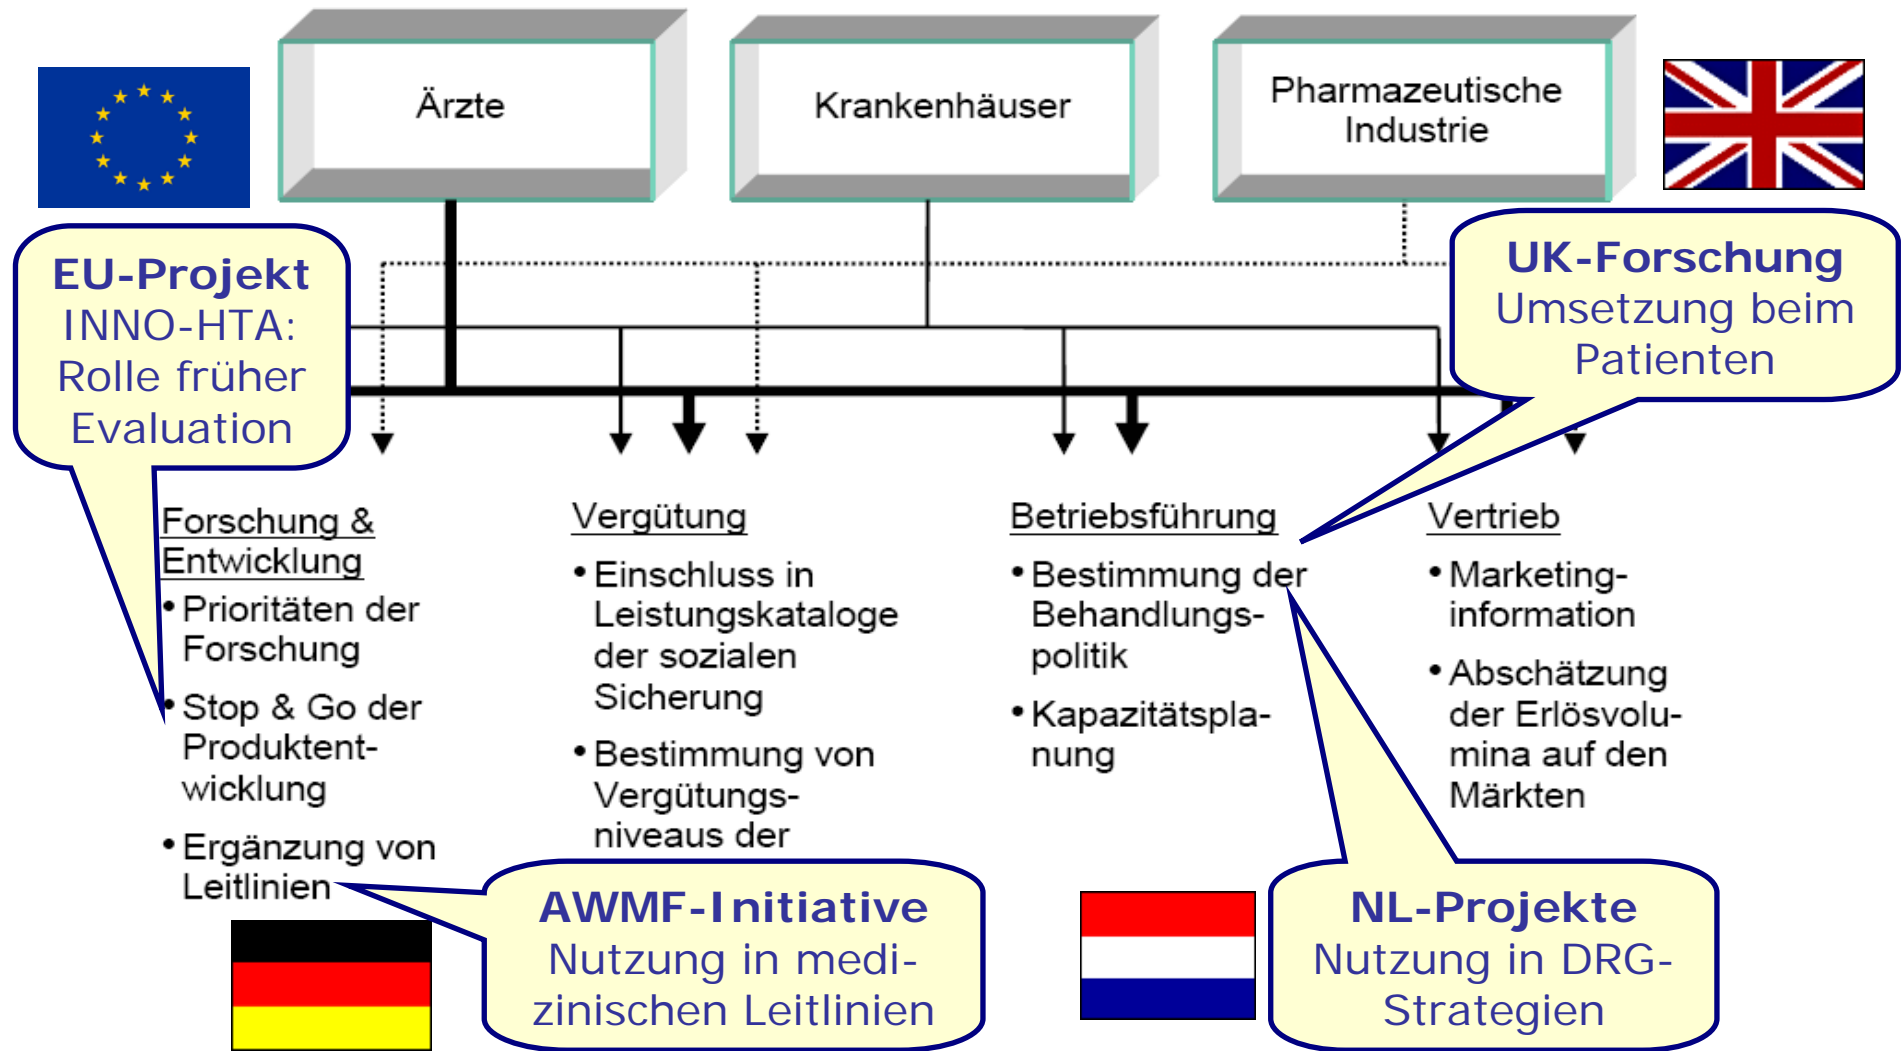 Ärzte
Krankenhäuser
Pharmazeutische
Industrie
EU-Projekt
INNO-HTA:
Rolle früher
Evaluation
UK-Forschung
Umsetzung beim
Patienten
Forschung &
Entwicklung
• Prioritäten der
Forschung
• Stop & Go der
Produktent-
wicklung
• Ergänzung von
Leitlinien
Vergütung
• Einschluss in
Leistungskataloge
der sozialen
Sicherung
• Bestimmung von
Vergütungs-
niveaus der
Betriebsführung
• Bestimmung der
Behandlungs-
politik
• Kapazitätspla-
nung
Vertrieb
• Marketing-
information
• Abschätzung
der Erlösvolu-
mina auf den
Märkten
AWMF-Initiative
Nutzung in medi-
zinischen Leitlinien
NL-Projekte
Nutzung in DRG-
Strategien